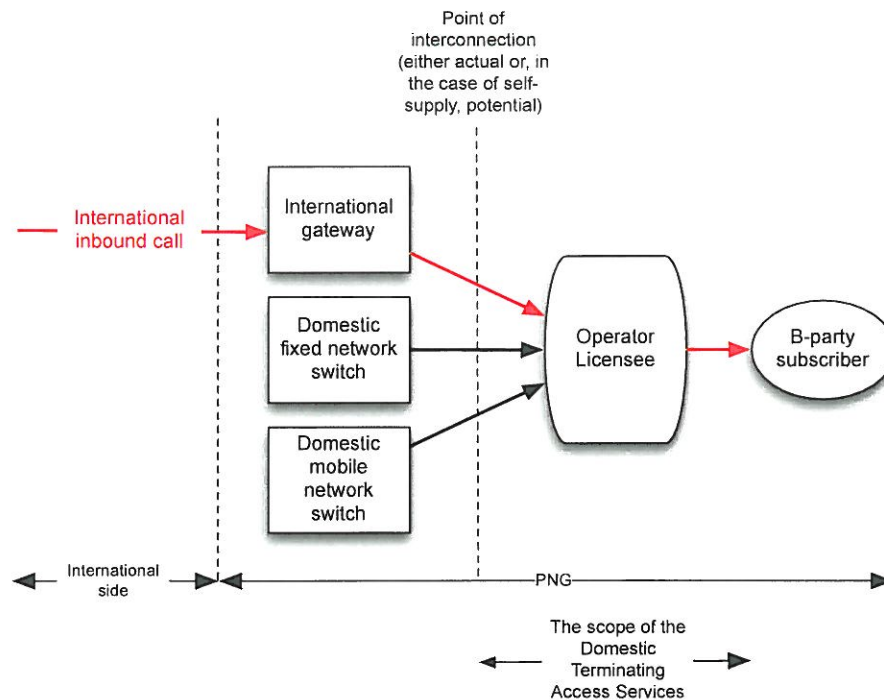 Point of
interconnection
(either actual or, in
the case of self-
supply, potential)
International
inbound call
International
gateway
Domestic
fixed network
switch
Domestic
mobile
network
switch
Operator
Licensee
B-party
subscriber
International
side
PNG
The scope of the
Domestic
Terminating
Access Services